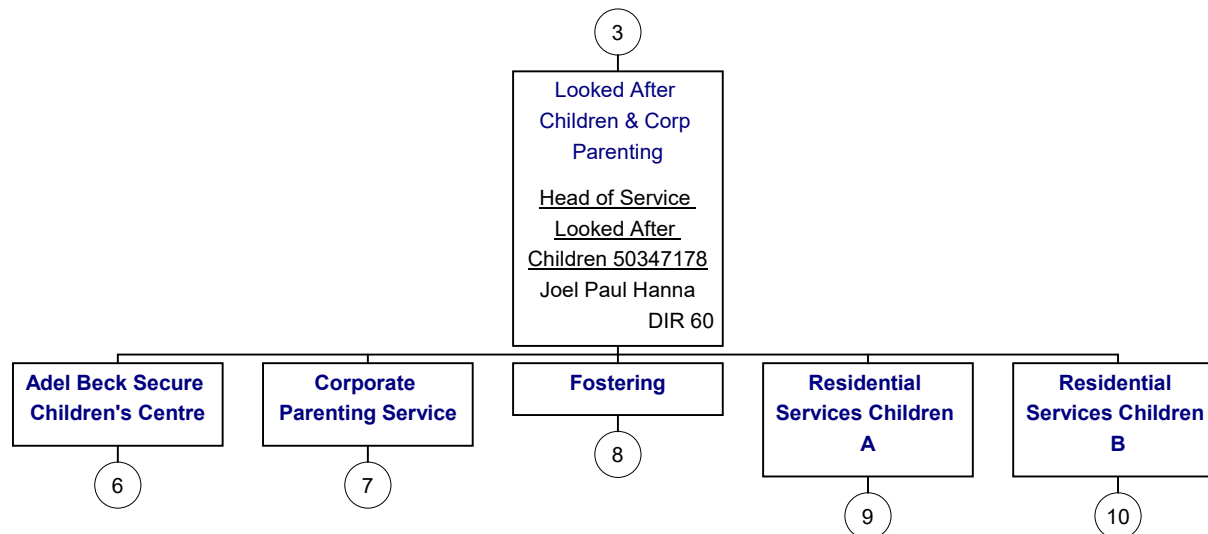 3
Looked After
Children & Corp
Parenting
Head of Service
Looked After
Children 50347178
Joel Paul Hanna
DIR 60
Adel Beck Secure
Children's Centre
6
Corporate
Parenting Service
7
Fostering
8
Residential
Services Children
A
9
Residential
Services Children
B
10